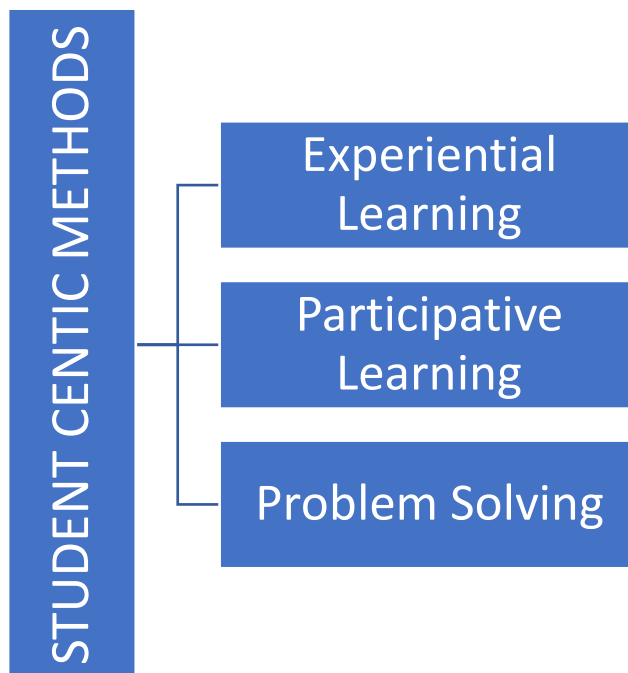 STUDENT CENTIC METHODS
Experiential
Learning
Participative
Learning
Problem Solving